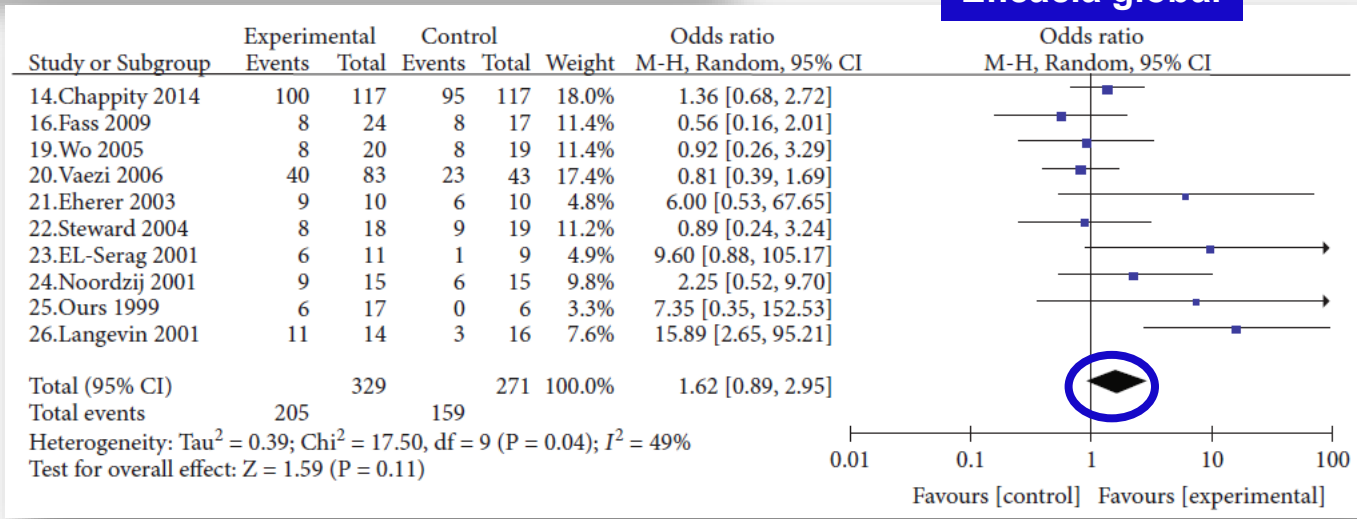 Eficacia global
Experimental Control Odds ratio Odds ratio
Study or Subgroup Events Total Events Total Weight M-H, Random, 95% CI M-H, Random, 95% CI
14.Chappity 2014 100 117 95 117 18.0% 1.36 [0.68, 2.72]
16.Fass 2009 8 24 8 17 11.4% 0.56 [0.16, 2.01]
19.Wo 2005 8 20 8 19 11.4% 0.92 [0.26, 3.29]
20.Vaezi 2006 40 83 23 43 17.4% 0.81 [0.39, 1.69]
21.Eherer 2003 9 10 6 10 4.8% 6.00 [0.53, 67.65]
22.Steward 2004 8 18 9 19 11.2% 0.89 [0.24, 3.24]
23.EL-Serag 2001 6 11 1 9 4.9% 9.60 [0.88, 105.17]
24.Noordzij 2001 9 15 6 15 9.8% 2.25 [0.52, 9.70]
25.Ours 1999 6 17 0 6 3.3% 7.35 [0.35, 152.53]
26.Langevin 2001 11 14 3 16 7.6% 15.89 [2.65, 95.21]
Total (95% CI) 329 271 100.0% 1.62 [0.89, 2.95]
Total events 205 159
Heterogeneity: Tau² = 0.39; Chi² = 17.50, df = 9 (P = 0.04); I² = 49%
Test for overall effect: Z = 1.59 (P = 0.11)
0.01 0.1 1 10 100
Favours [control] Favours [experimental]